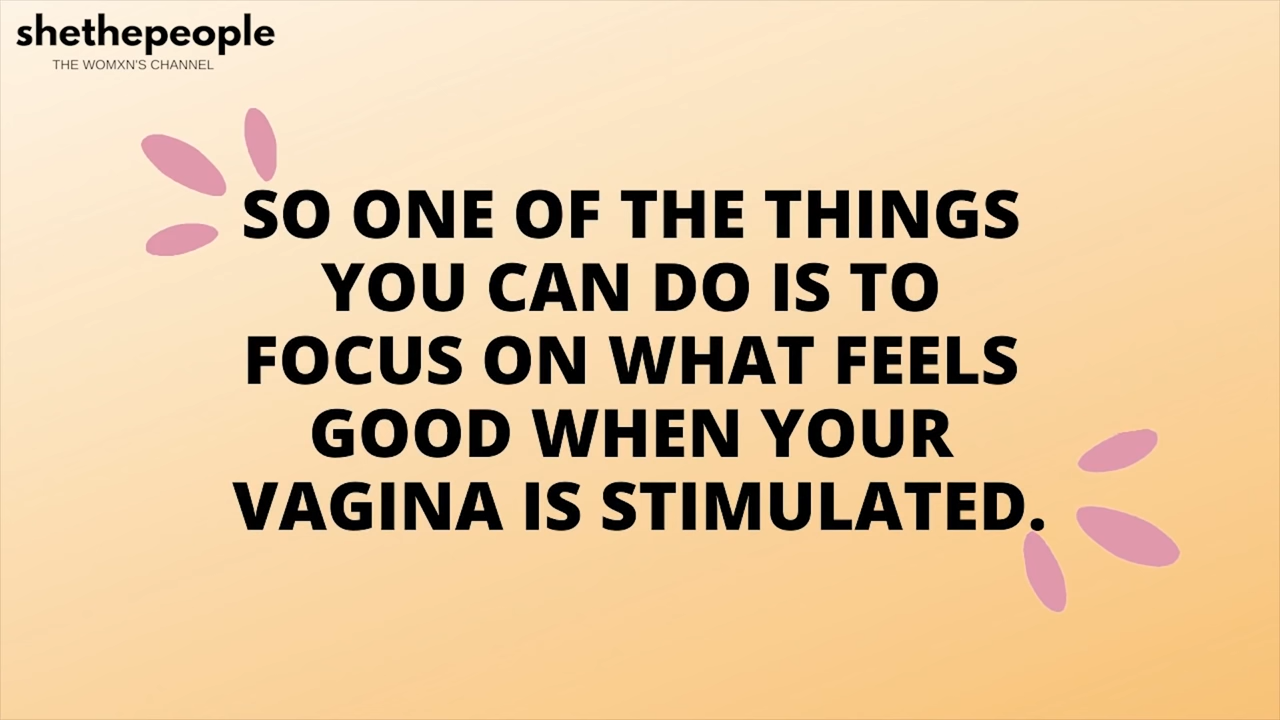 shethepeople
THE WOMXN'S CHANNEL
SO ONE OF THE THINGS
YOU CAN DO IS TO
FOCUS ON WHAT FEELS
GOOD WHEN YOUR
VAGINA IS STIMULATED.